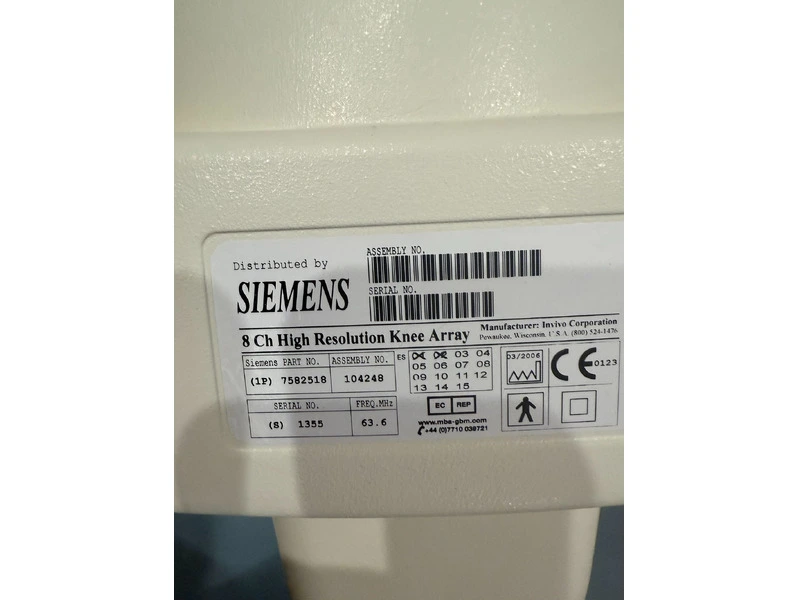 Distributed by
SIEMENS
ASSEMBLY NO.
SERIAL NO.
8 Ch High Resolution Knee Array
Manufacturer: Invivo Corporation
Pewaukee, Wisconsin, U.S.A. (800) 524-1476
Siemens PART NO. ASSEMBLY NO.
(1P) 7582518 104248
SERIAL NO. FREQ.MHz
(S) 1355 63.6
ES
03 04
05 06 07 08
09 10 11 12
13 14 15
EC REP
www.mba-gbm.com
+44 (0)7710 039721
03/2006
CE 0123